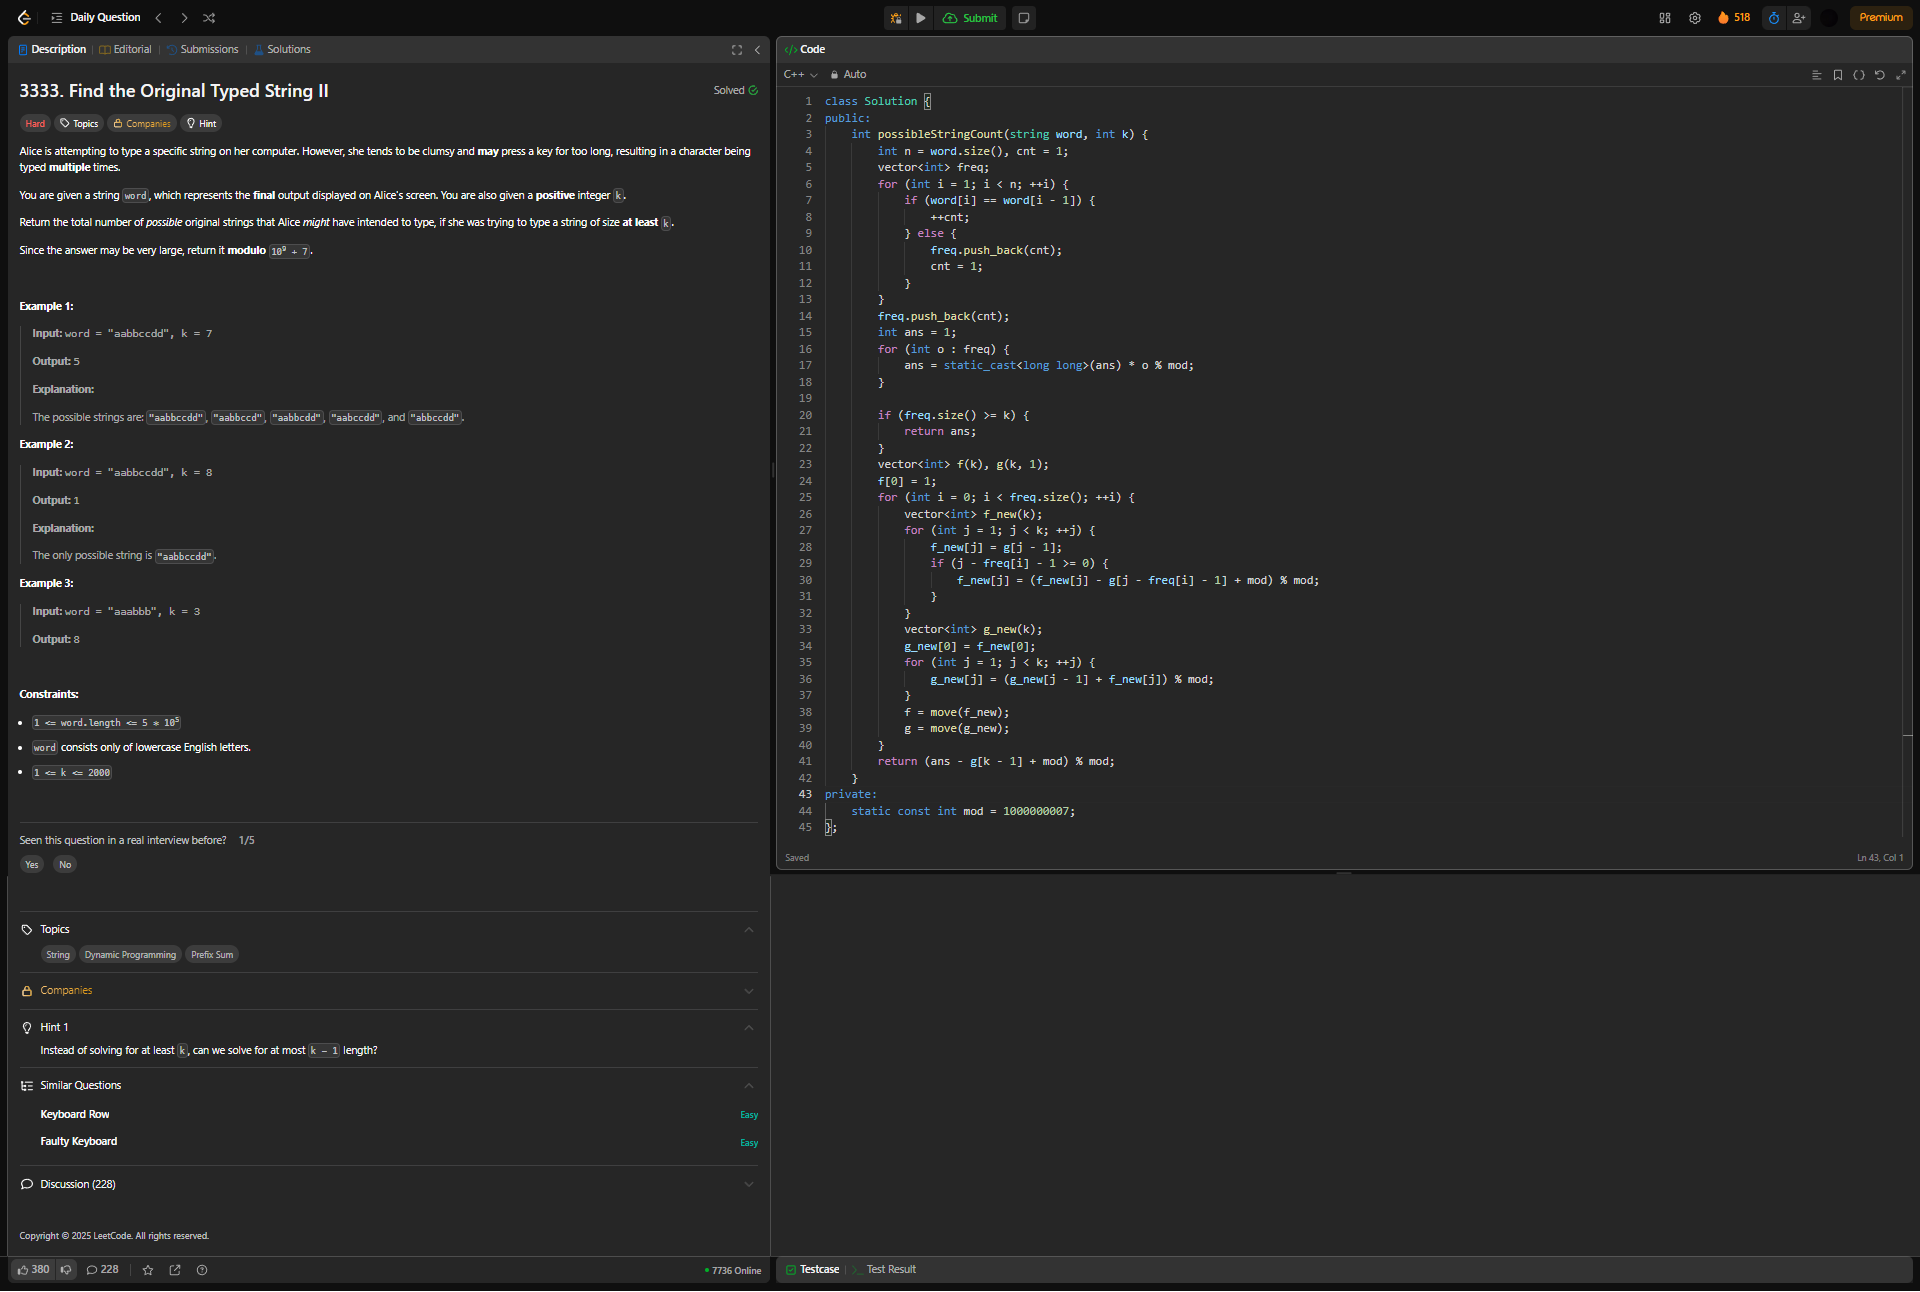 Daily Question
Submit
518
Premium
Description
Editorial
Submissions
Solutions
3333. Find the Original Typed String II
Solved
Hard
Topics
Companies
Hint
Alice is attempting to type a specific string on her computer. However, she tends to be clumsy and may press a key for too long, resulting in a character being
typed multiple times.
You are given a string word, which represents the final output displayed on Alice's screen. You are also given a positive integer k.
Return the total number of possible original strings that Alice might have intended to type, if she was trying to type a string of size at least k.
Since the answer may be very large, return it modulo 10⁹ + 7.
Example 1:
Input: word = "aabbccdd", k = 7
Output: 5
Explanation:
The possible strings are: "aabbccdd", "aabbccd", "aabbcdd", "aabccdd", and "abbccdd".
Example 2:
Input: word = "aabbccdd", k = 8
Output: 1
Explanation:
The only possible string is "aabbccdd".
Example 3:
Input: word = "aaabbb", k = 3
Output: 8
Constraints:
1 <= word.length <= 5 * 10⁵
word consists only of lowercase English letters.
1 <= k <= 2000
Seen this question in a real interview before? 1/5
Yes
No
Topics
String
Dynamic Programming
Prefix Sum
Companies
Hint 1
Instead of solving for at least k, can we solve for at most k - 1 length?
Similar Questions
Keyboard Row
Easy
Faulty Keyboard
Easy
Discussion (228)
Copyright © 2025 LeetCode. All rights reserved.
380
228
7736 Online
Code
C++
Auto
1 class Solution {
2 public:
3     int possibleStringCount(string word, int k) {
4         int n = word.size(), cnt = 1;
5         vector<int> freq;
6         for (int i = 1; i < n; ++i) {
7             if (word[i] == word[i - 1]) {
8                 ++cnt;
9             } else {
10                 freq.push_back(cnt);
11                 cnt = 1;
12             }
13         }
14         freq.push_back(cnt);
15         int ans = 1;
16         for (int o : freq) {
17             ans = static_cast<long long>(ans) * o % mod;
18         }
19
20         if (freq.size() >= k) {
21             return ans;
22         }
23         vector<int> f(k), g(k, 1);
24         f[0] = 1;
25         for (int i = 0; i < freq.size(); ++i) {
26             vector<int> f_new(k);
27             for (int j = 1; j < k; ++j) {
28                 f_new[j] = g[j - 1];
29                 if (j - freq[i] - 1 >= 0) {
30                     f_new[j] = (f_new[j] - g[j - freq[i] - 1] + mod) % mod;
31                 }
32             }
33             vector<int> g_new(k);
34             g_new[0] = f_new[0];
35             for (int j = 1; j < k; ++j) {
36                 g_new[j] = (g_new[j - 1] + f_new[j]) % mod;
37             }
38             f = move(f_new);
39             g = move(g_new);
40         }
41         return (ans - g[k - 1] + mod) % mod;
42     }
43 private:
44     static const int mod = 1000000007;
45 };
Saved
Ln 43, Col 1
Testcase
Test Result